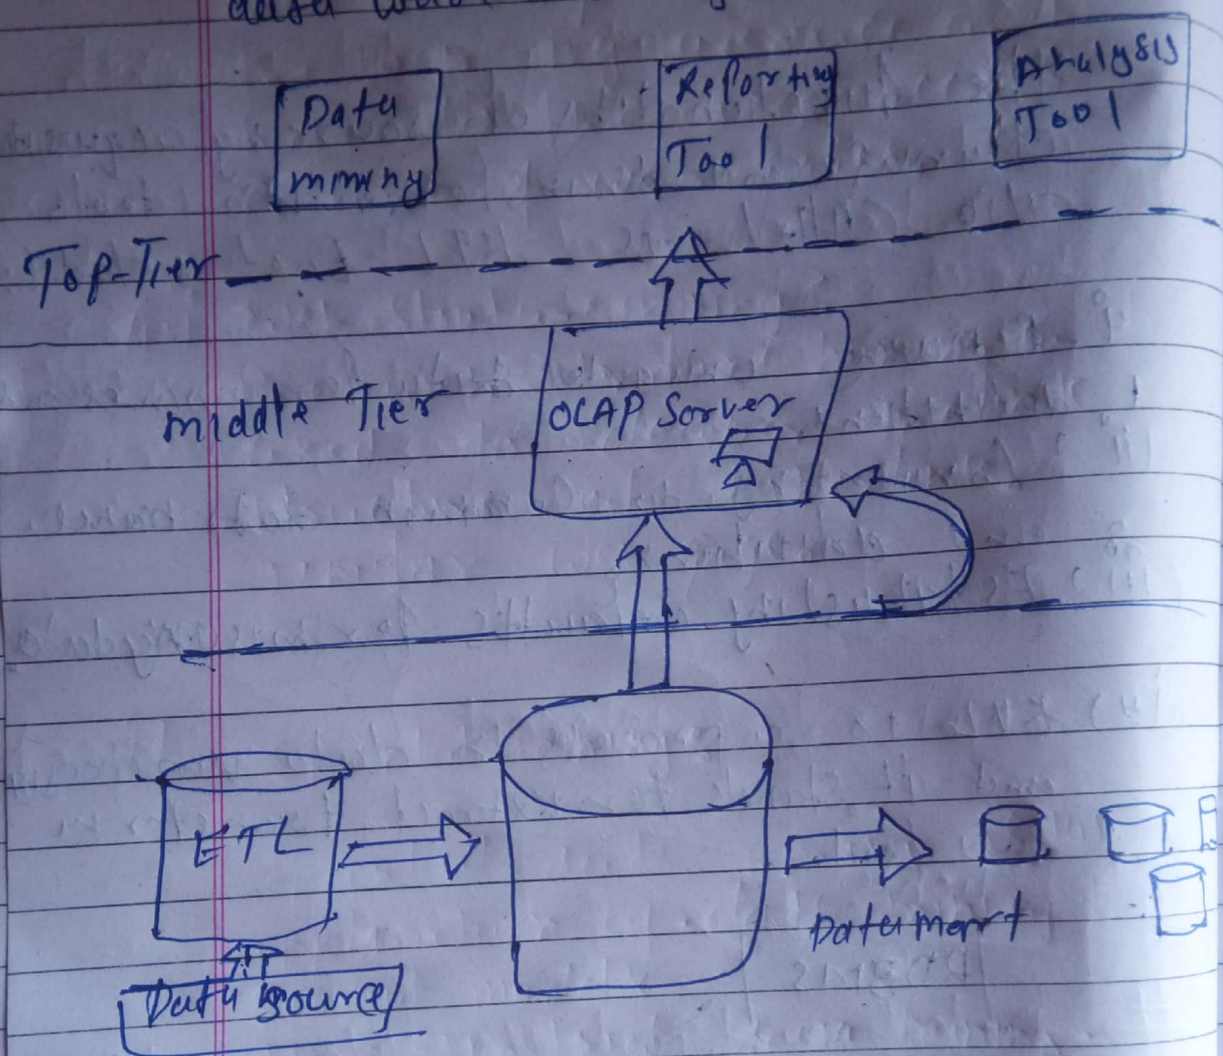 Data
mining
Reporting
Tool
Analysis
Tool
Top-Tier
middle Tier
OLAP Server
ETL
Data mart
Data source